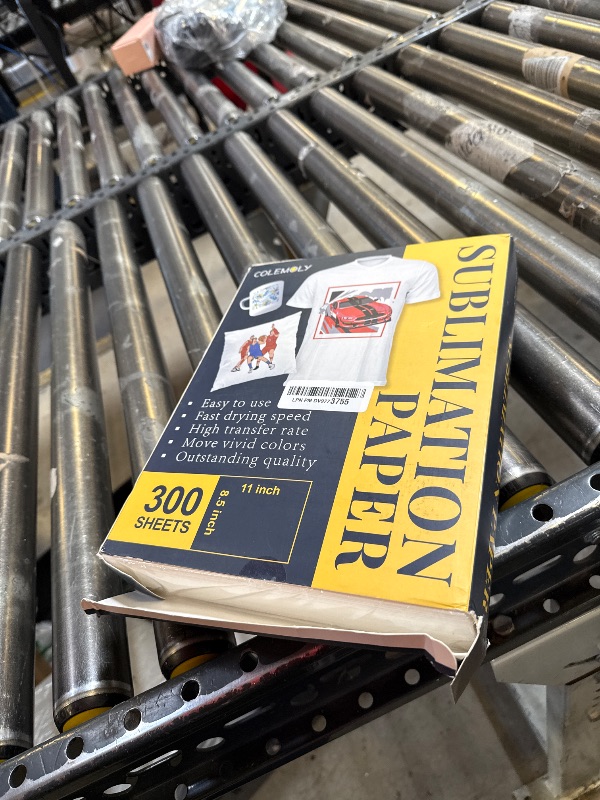 COLEMOLY
SUBLIMATION
PAPER
3765
Easy to use
Fast drying speed
High transfer rate
Move vivid colors
Outstanding quality
300
SHEETS
8.5 inch
11 inch